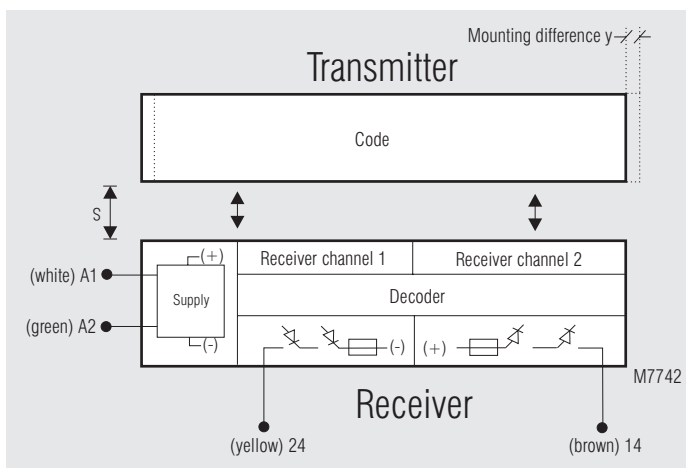 Mounting difference y
Transmitter
Code
S
(+)
Receiver channel 1
Receiver channel 2
(white) A1
Supply
Decoder
(green) A2
(-)
(-)
(+)
M7742
Receiver
(yellow) 24
(brown) 14